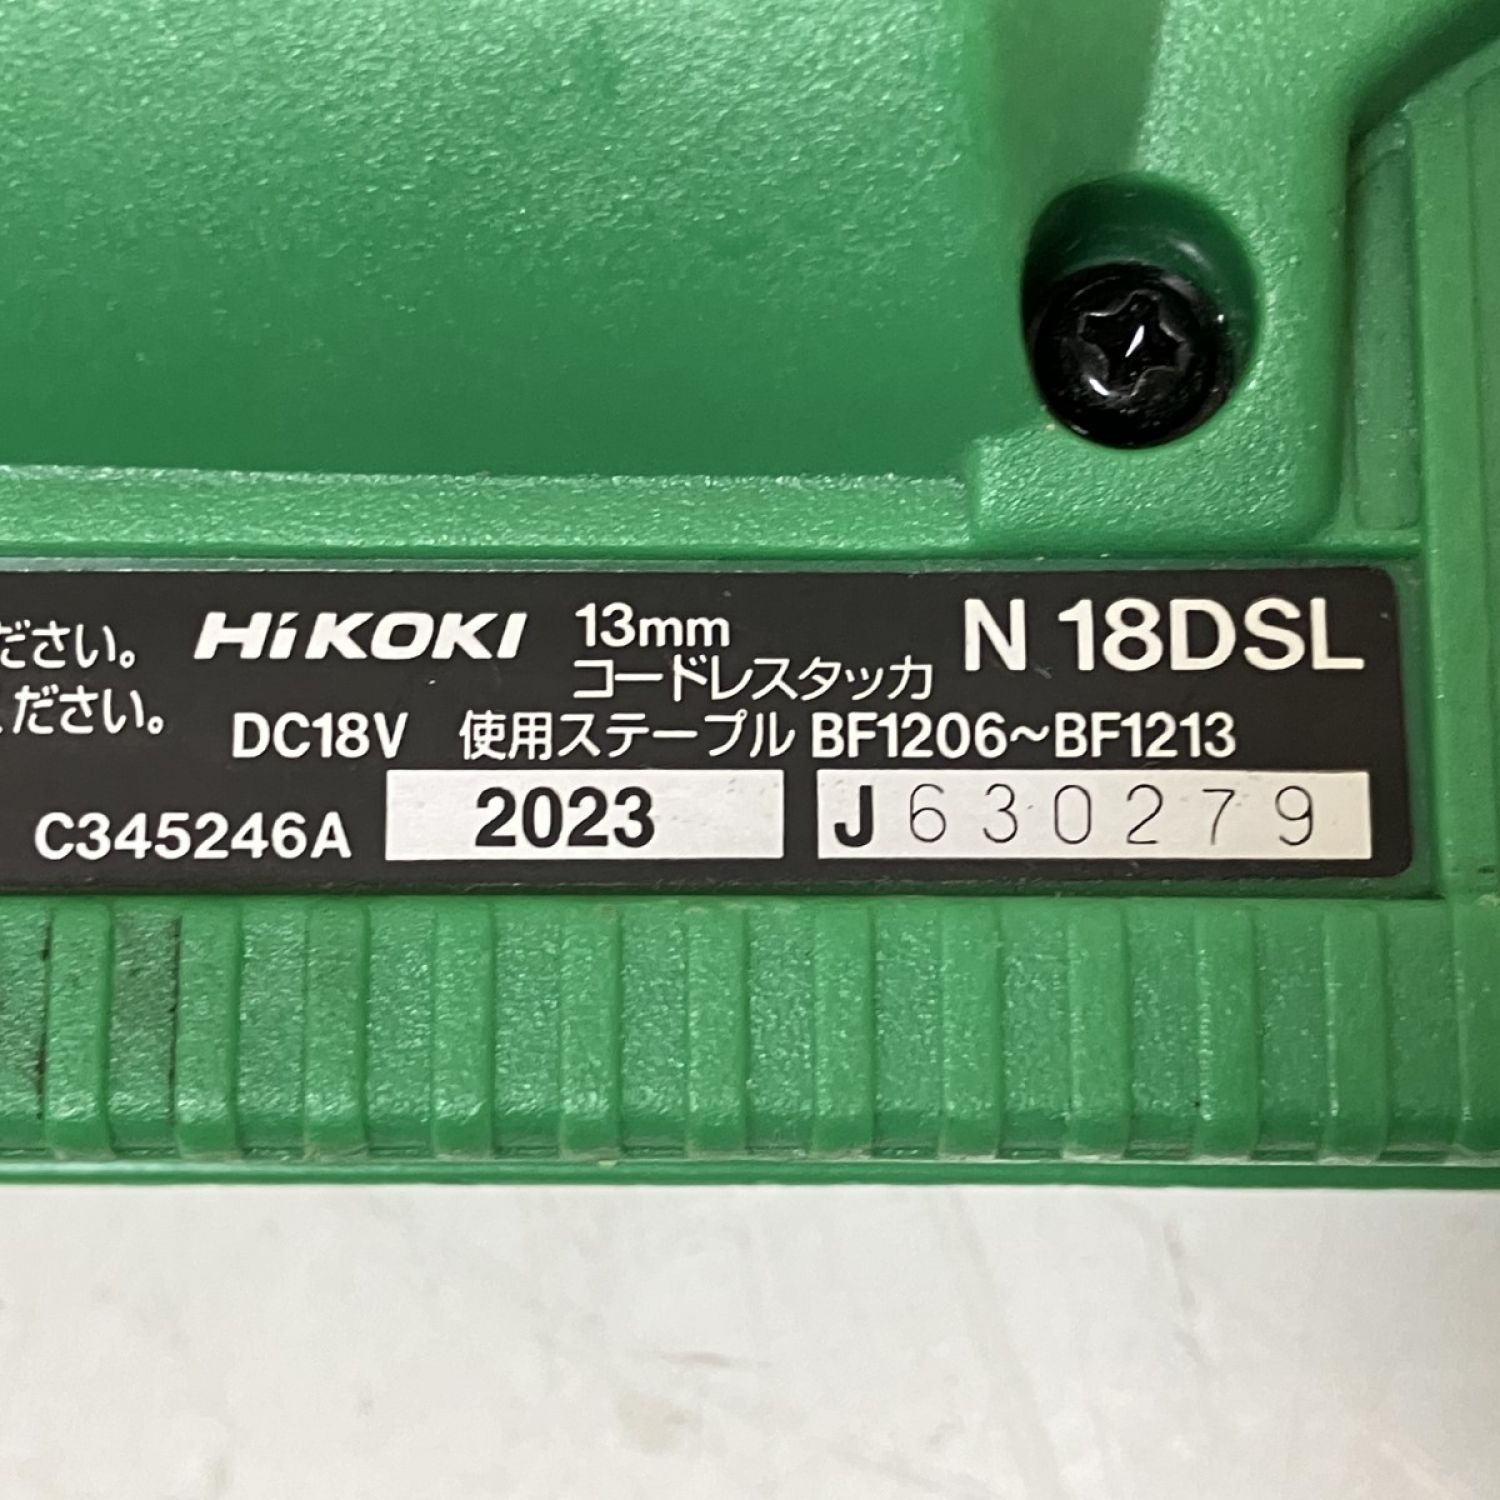 ださい。
ください。
HiKOKI
13mm
コードレスタッカ
N 18DSL
DC18V 使用ステープル BF1206～BF1213
C345246A 2023 J630279